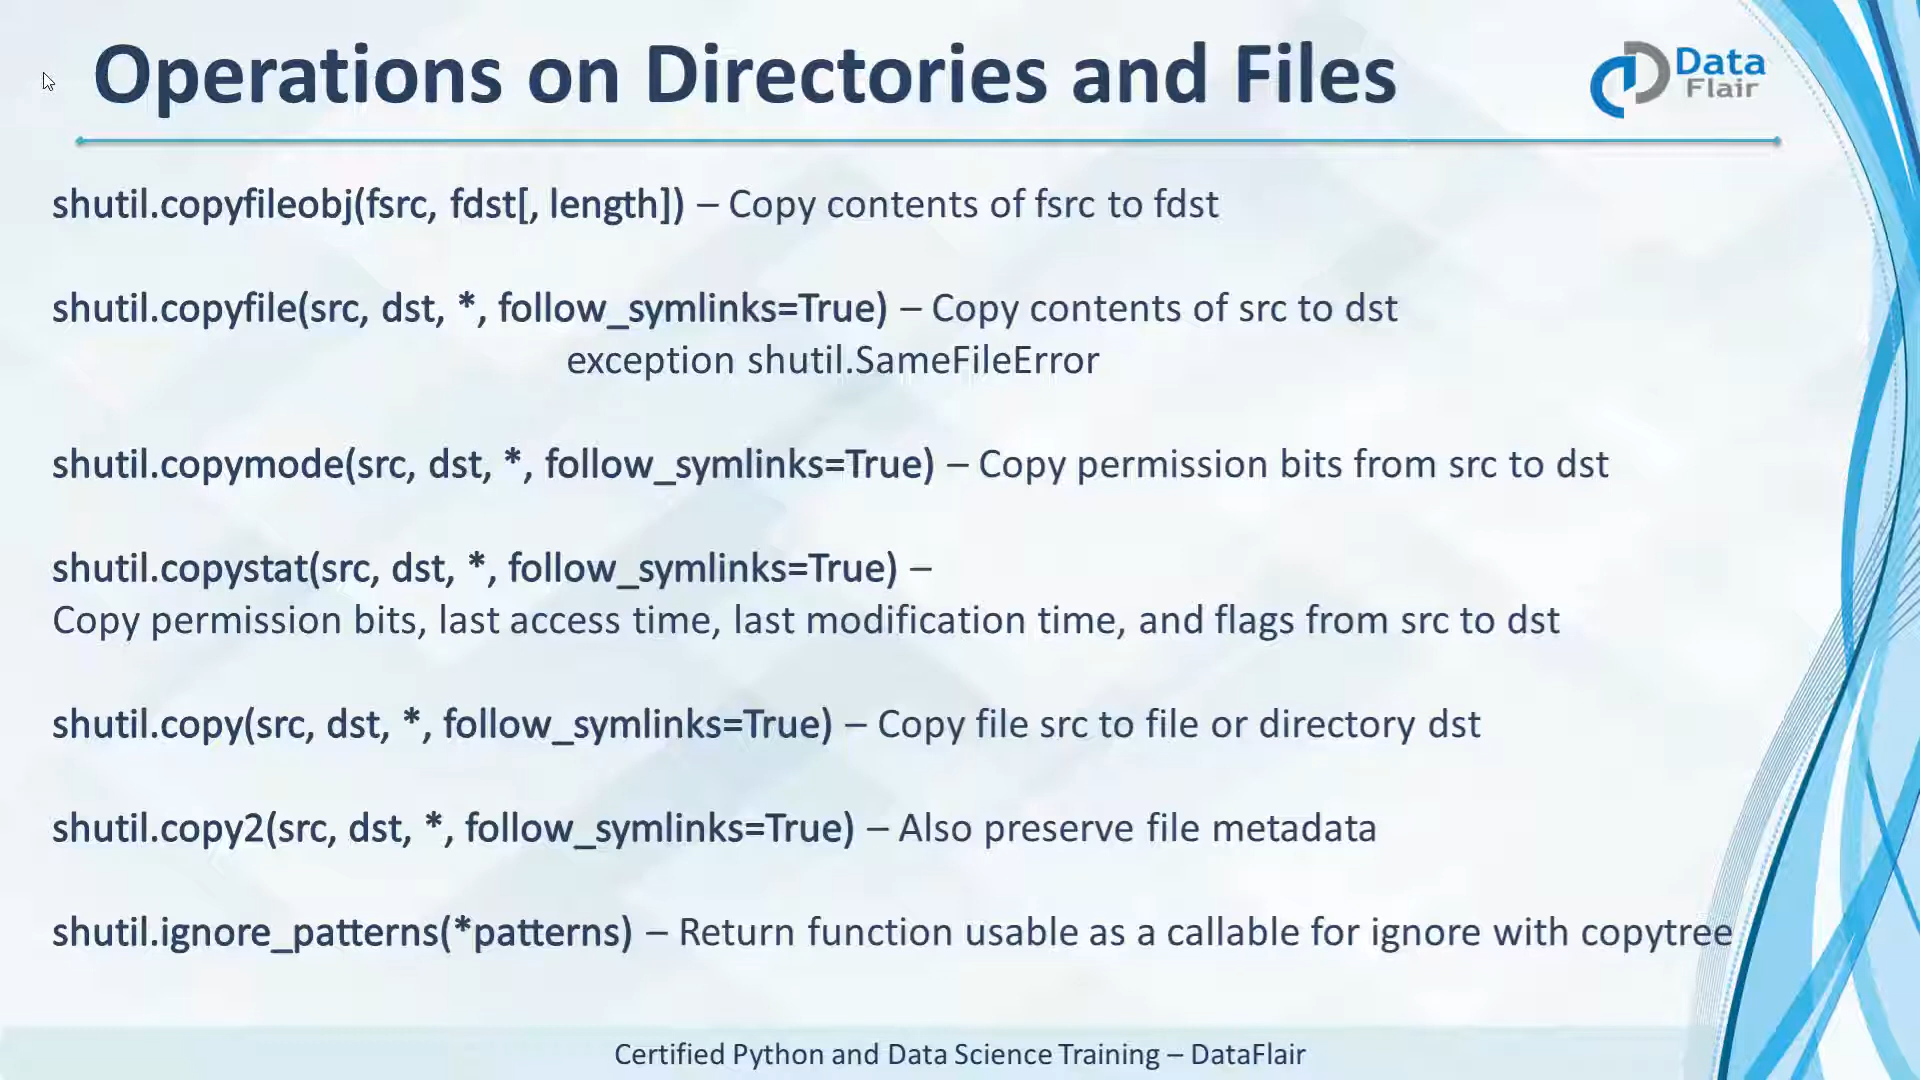 Operations on Directories and Files
Data
Flair
shutil.copyfileobj(fsrc, fdst[, length]) – Copy contents of fsrc to fdst
shutil.copyfile(src, dst, *, follow_symlinks=True) – Copy contents of src to dst
exception shutil.SameFileError
shutil.copymode(src, dst, *, follow_symlinks=True) – Copy permission bits from src to dst
shutil.copystat(src, dst, *, follow_symlinks=True) –
Copy permission bits, last access time, last modification time, and flags from src to dst
shutil.copy(src, dst, *, follow_symlinks=True) – Copy file src to file or directory dst
shutil.copy2(src, dst, *, follow_symlinks=True) – Also preserve file metadata
shutil.ignore_patterns(*patterns) – Return function usable as a callable for ignore with copytree
Certified Python and Data Science Training – DataFlair